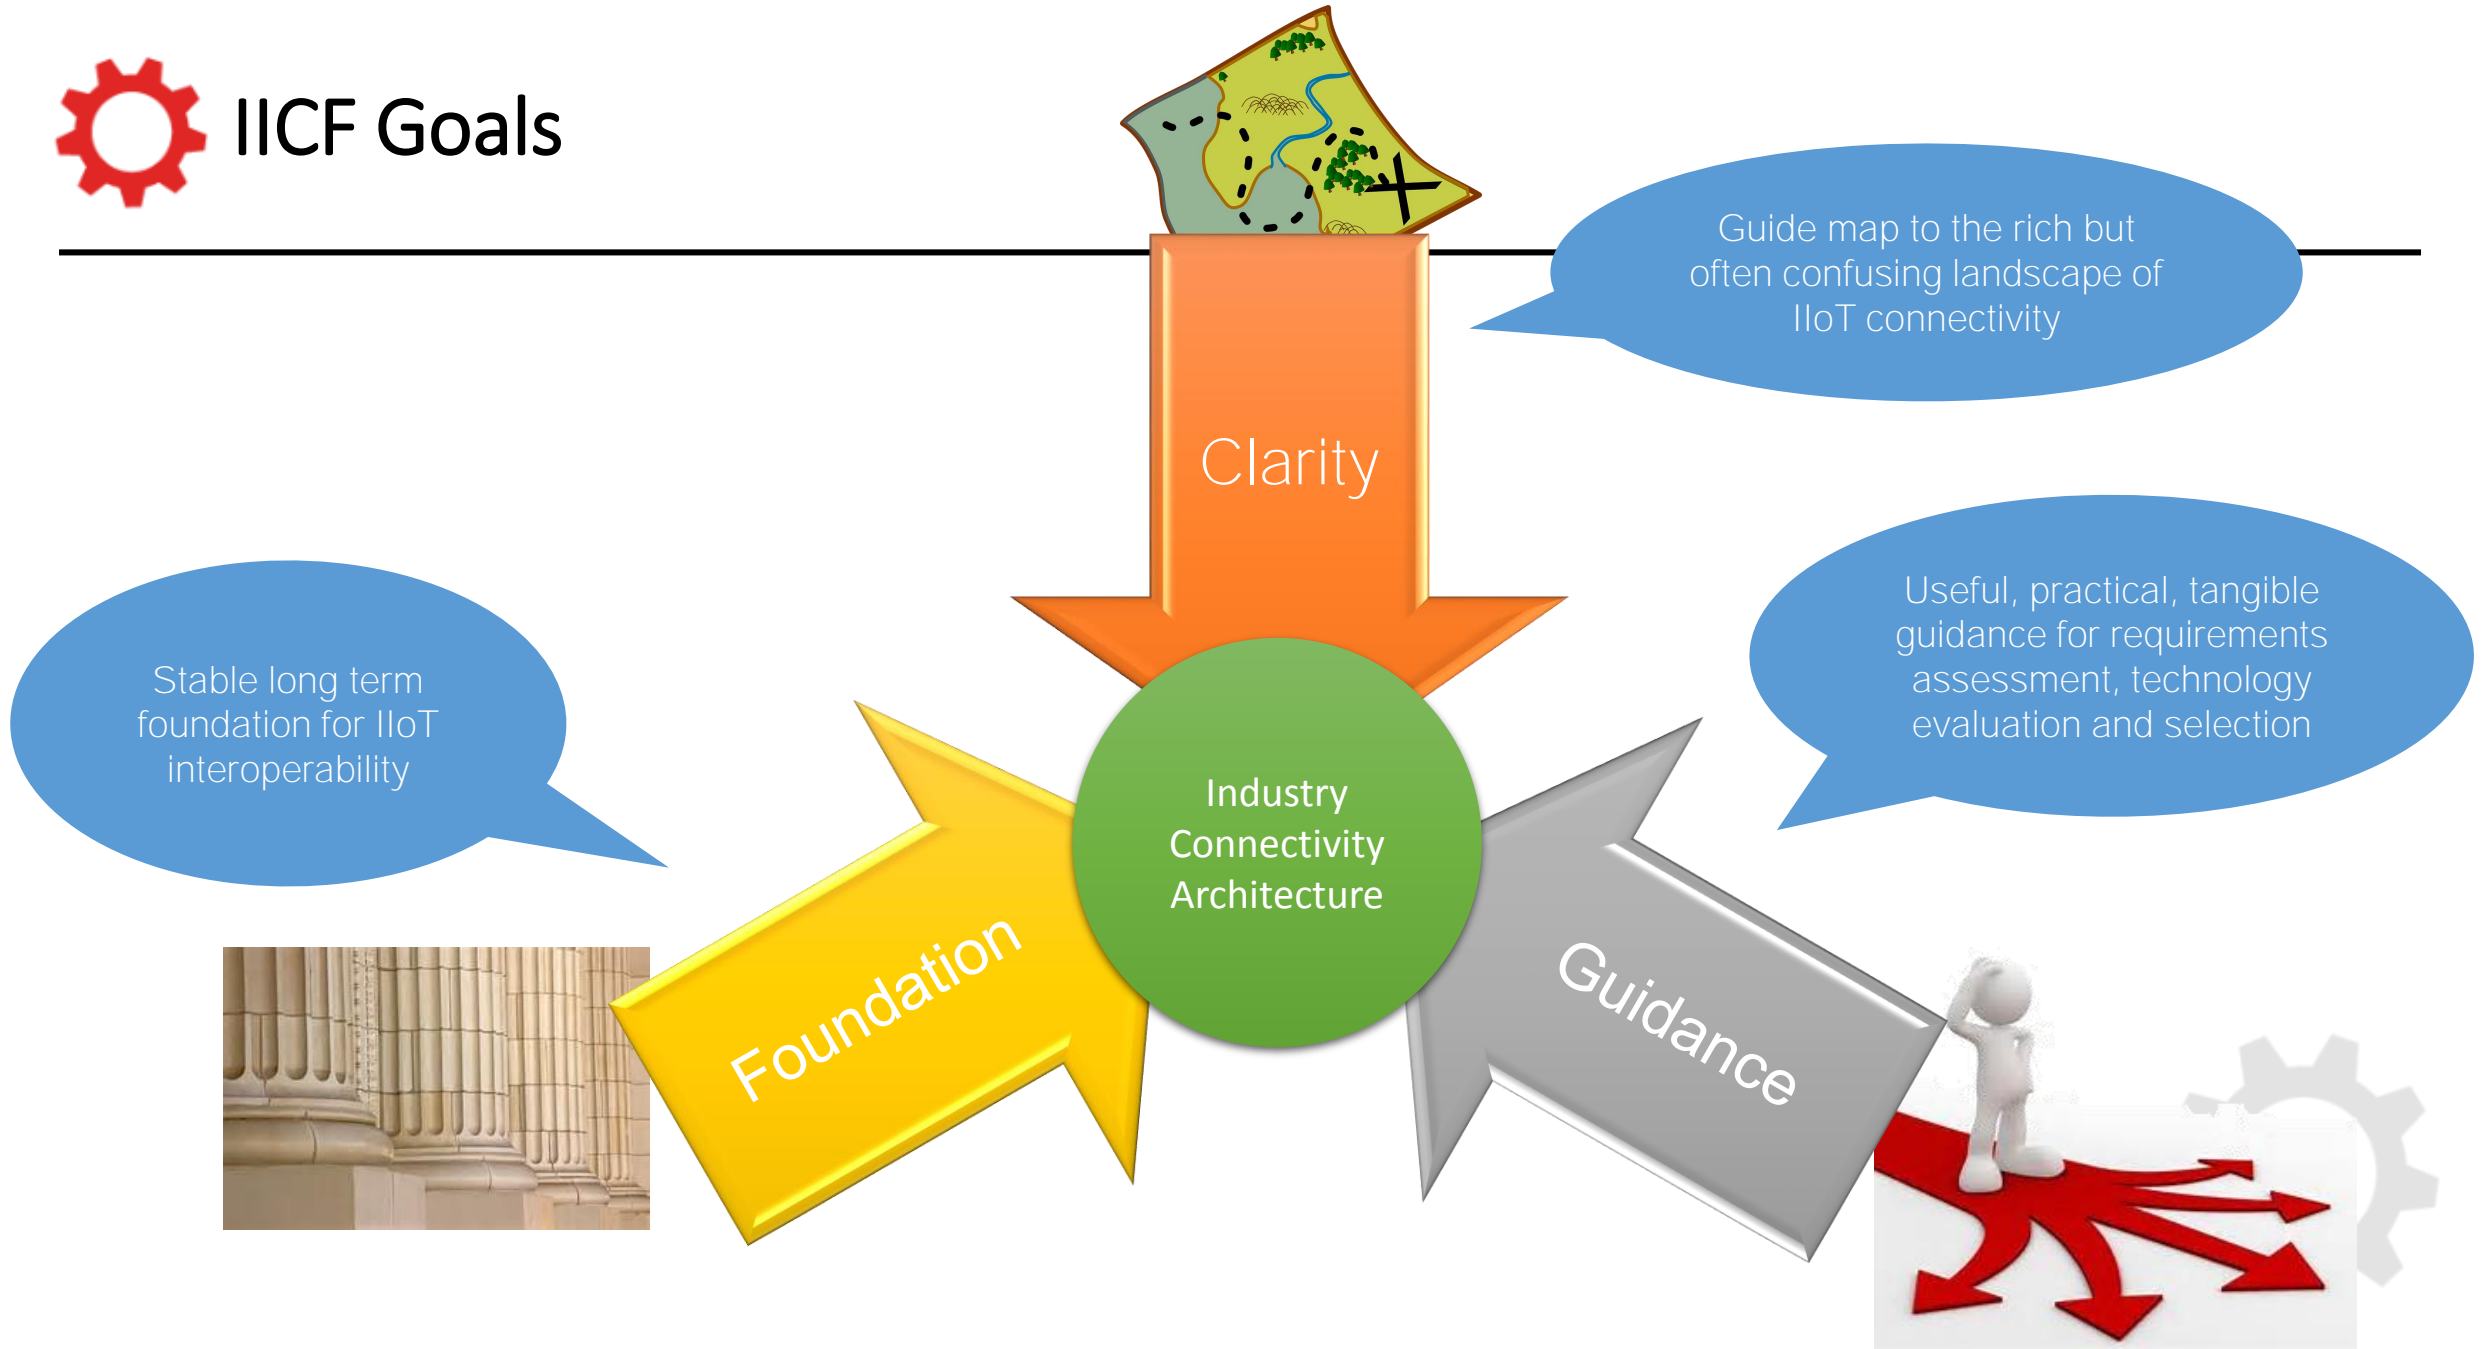 IICF Goals
Guide map to the rich but
often confusing landscape of
IIoT connectivity
Clarity
Useful, practical, tangible
guidance for requirements
assessment, technology
evaluation and selection
Stable long term
foundation for IIoT
interoperability
Industry
Connectivity
Architecture
Foundation
Guidance